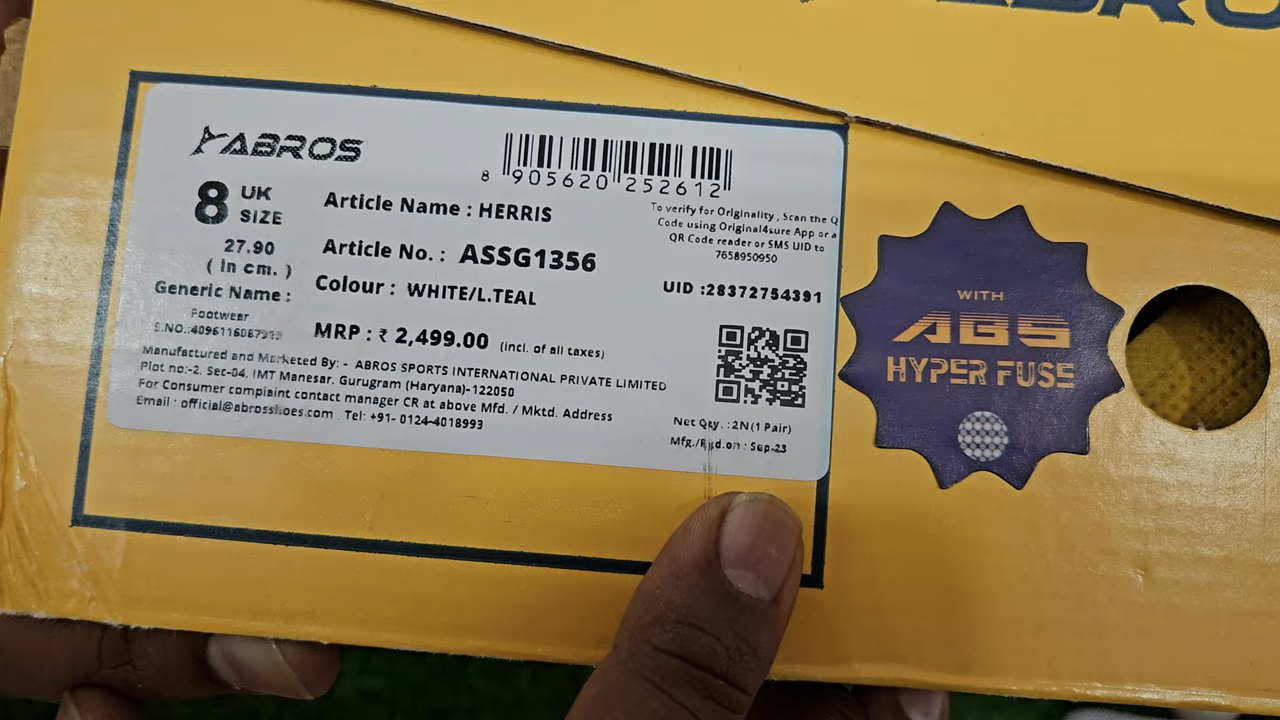 ABROS
8 905620 252612
8 UK SIZE
27.90
( in cm. )
Generic Name :
Footwear
Article Name : HERRIS
Article No. : ASSG1356
Colour : WHITE/L.TEAL
MRP : ₹ 2,499.00 (incl. of all taxes)
To verify for Originality , Scan the Q
Code using Original4sure App or a
QR Code reader or SMS UID to
7658950950
UID :28372754391
S.NO.:
Manufactured and Marketed By: - ABROS SPORTS INTERNATIONAL PRIVATE LIMITED
Plot no:-2, Sec-04, IMT Manesar, Gurugram (Haryana)-122050
For Consumer complaint contact manager CR at above Mfd. / Mktd. Address
Email : official@abrosshoes.com Tel: +91- 0124-4018993
Net Qty. :2N(1 Pair)
Mfg./Pkd.on : Sep-23
WITH
ABS
HYPER FUSE